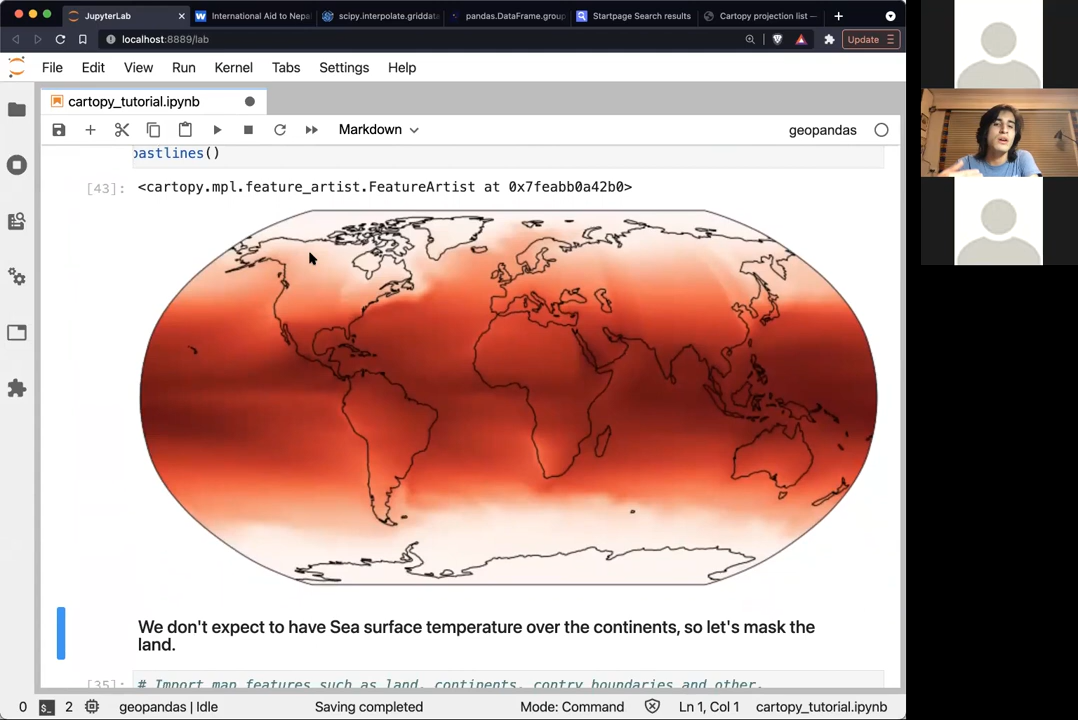 JupyterLab
International Aid to Nepal
scipy.interpolate.griddata
pandas.DataFrame.group
Startpage Search results
Cartopy projection list —
localhost:8889/lab
Update
File Edit View Run Kernel Tabs Settings Help
cartopy_tutorial.ipynb
Markdown
geopandas
oastlines()
[43]: <cartopy.mpl.feature_artist.FeatureArtist at 0x7feabb0a42b0>
We don't expect to have Sea surface temperature over the continents, so let's mask the
land.
[35]: # Import map features such as land, continents, contry boundaries and other.
0 2 geopandas | Idle Saving completed Mode: Command Ln 1, Col 1 cartopy_tutorial.ipynb